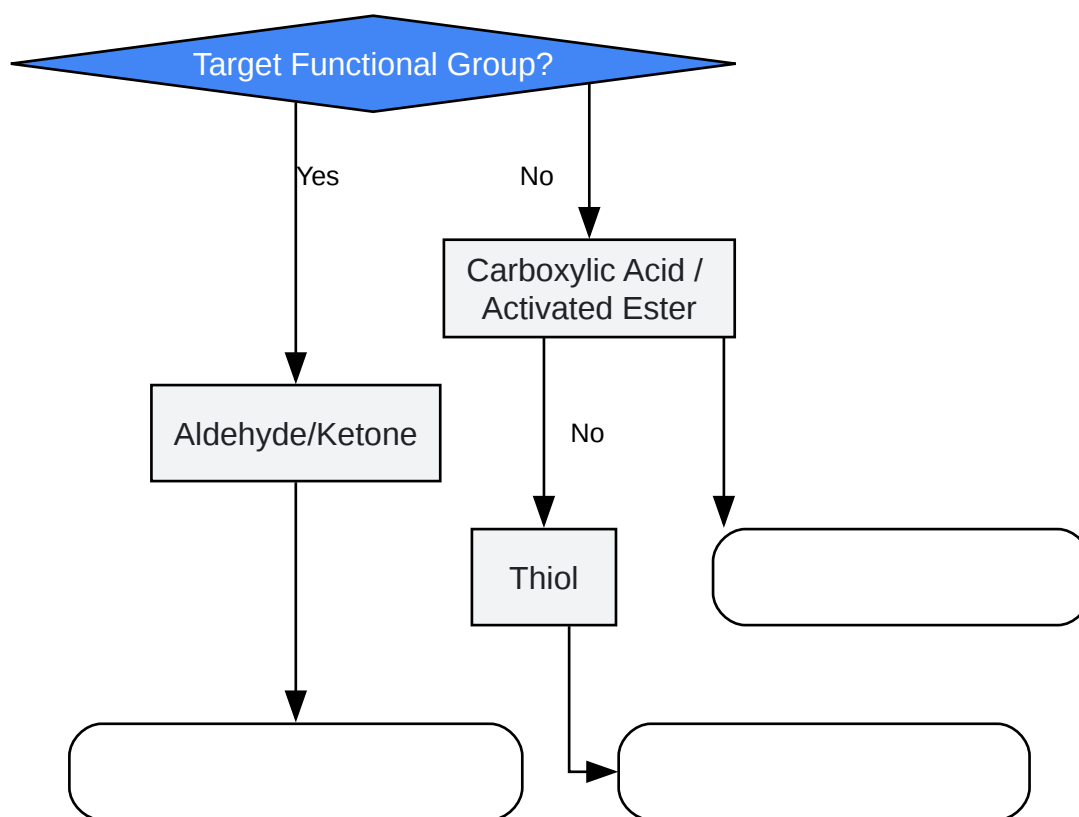 Target Functional Group?
Yes
No
Carboxylic Acid /
Activated Ester
Aldehyde/Ketone
No
Thiol